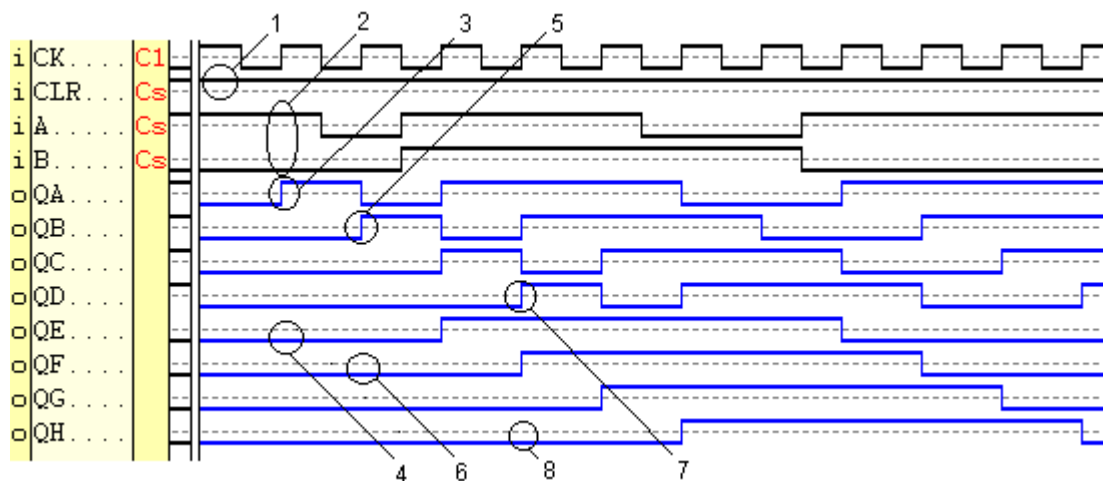 1 2 3 5
i CK.... C1
i CLR... Cs
i A..... Cs
i B..... Cs
o QA....
o QB....
o QC....
o QD....
o QE....
o QF....
o QG....
o QH....
4 6 8 7